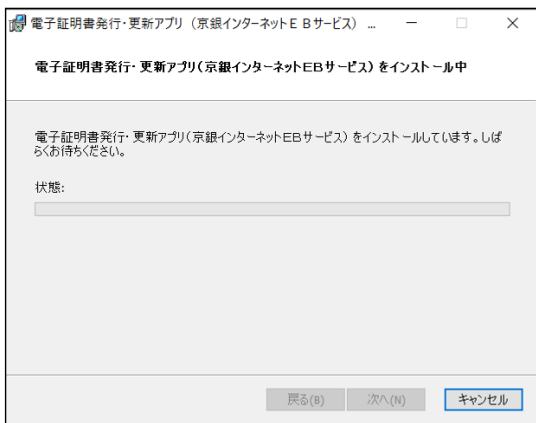 電子証明書発行・更新アプリ （京銀インターネットＥＢサービス） ...
電子証明書発行・更新アプリ（京銀インターネットＥＢサービス）をインストール中
電子証明書発行・更新アプリ（京銀インターネットＥＢサービス）をインストールしています。しば
らくお待ちください。
状態:
戻る(B) 次へ(N) キャンセル